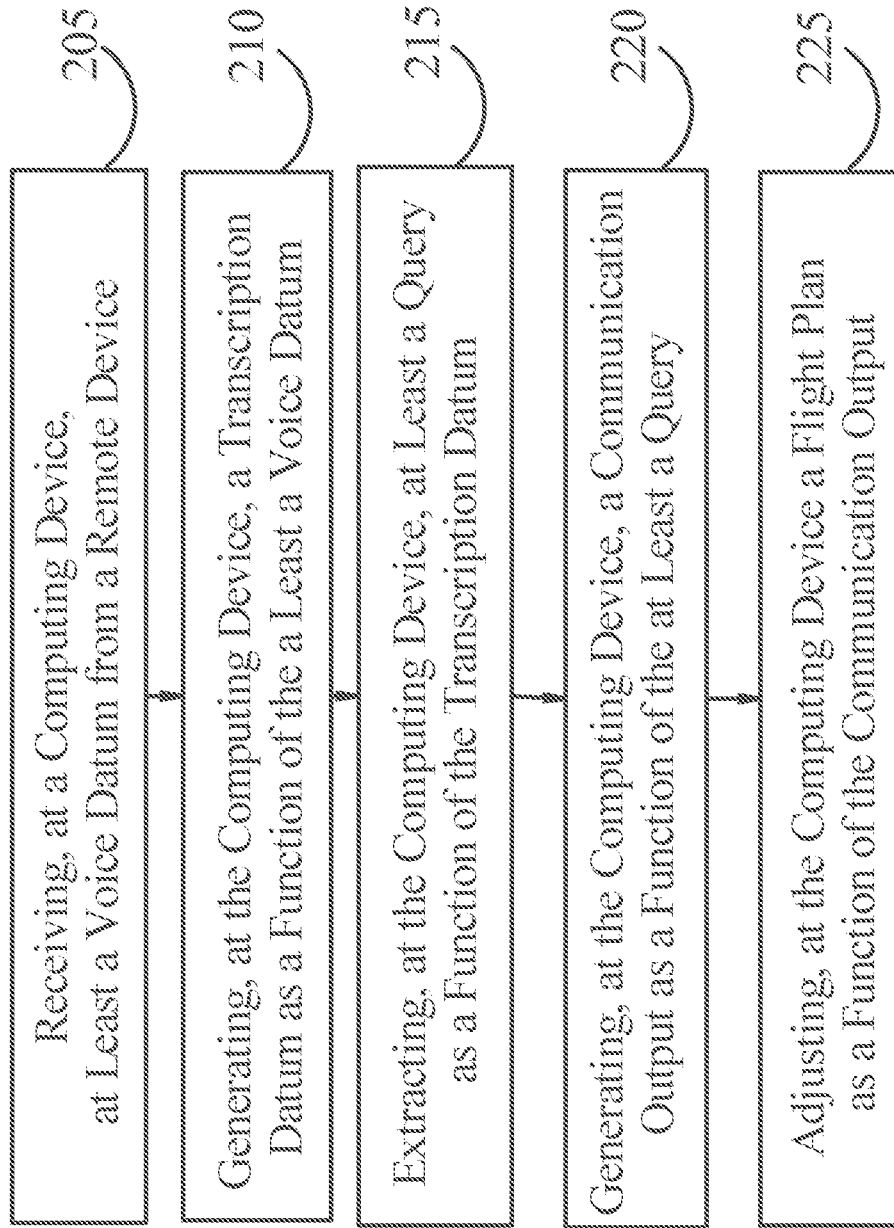 Receiving, at a Computing Device,
at Least a Voice Datum from a Remote Device
205
Generating, at the Computing Device, a Transcription
Datum as a Function of the a Least a Voice Datum
210
Extracting, at the Computing Device, at Least a Query
as a Function of the Transcription Datum
215
Generating, at the Computing Device, a Communication
Output as a Function of the at Least a Query
220
Adjusting, at the Computing Device a Flight Plan
as a Function of the Communication Output
225